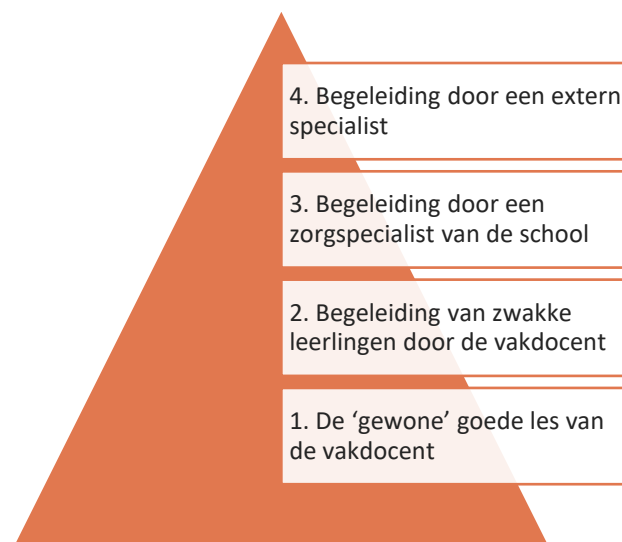 4. Begeleiding door een extern
specialist
3. Begeleiding door een
zorgspecialist van de school
2. Begeleiding van zwakke
leerlingen door de vakdocent
1. De ‘gewone’ goede les van
de vakdocent